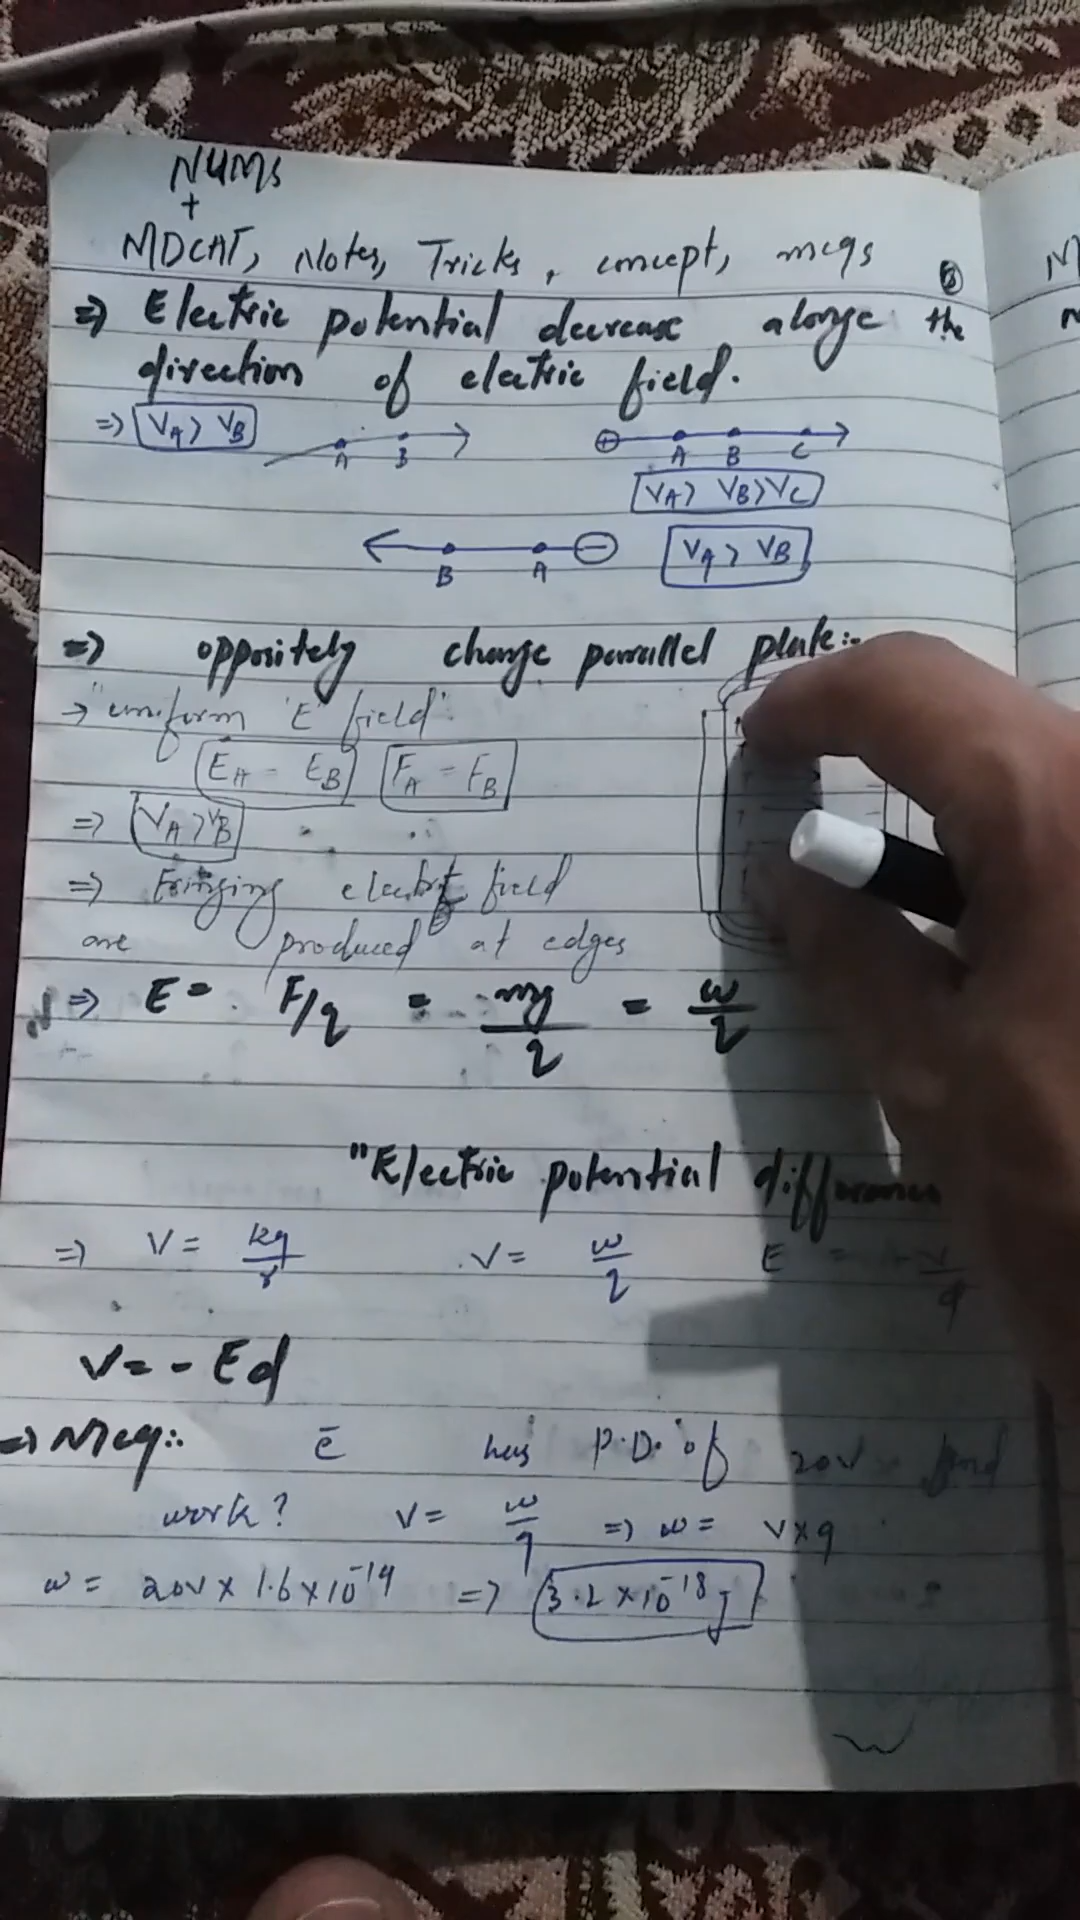 NUMS
+
MDCAT, Notes, Tricks, concept, mcqs
⇒ Electric potential decrease alonge the
direction of electric field.
⇒ VA > VB A B + A B C
VA > VB > VC
B A − VA > VB
⇒ oppositely charge parrallel plate:-
→ "uniform 'E' field"
EA = EB FA = FB
⇒ VA > VB
⇒ Fringing electric field
are produced at edges
⇒ E = F/q = mg/q = w/q
"Electric potential difference
⇒ V = kq/r V = w/q E =
V = - Ed
⇒ Mcq:- ē has P.D. of 20V find
work? V = w/q ⇒ w = V×q
w = 20V × 1.6 × 10⁻¹⁹ ⇒ 3.2 × 10⁻¹⁸ J